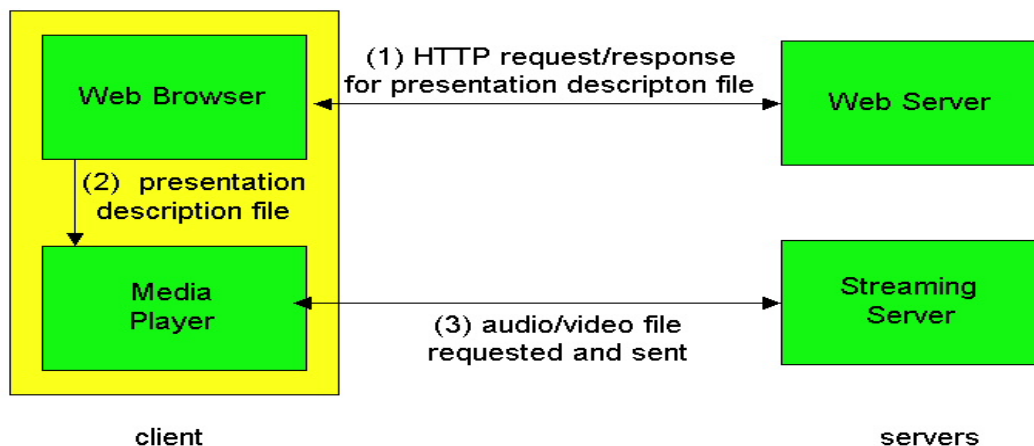 Web Browser
(1) HTTP request/response
for presentation descripton file
Web Server
(2) presentation
description file
Media
Player
(3) audio/video file
requested and sent
Streaming
Server
client
servers